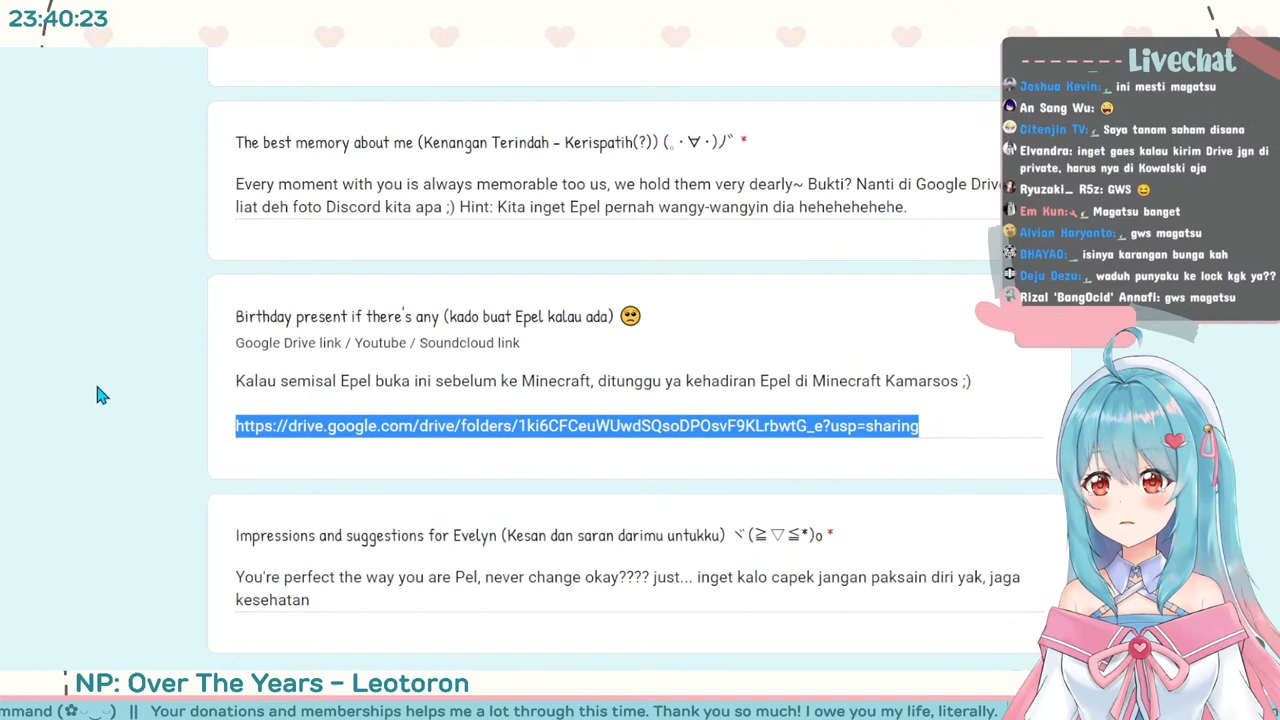 23:40:23
The best memory about me (Kenangan Terindah - Kerispatih(?)) (｡･∀･)ﾉﾞ *
Every moment with you is always memorable too us, we hold them very dearly~ Bukti? Nanti di Google Drive
liat deh foto Discord kita apa ;) Hint: Kita inget Epel pernah wangy-wangyin dia hehehehehehe.
Birthday present if there's any (kado buat Epel kalau ada) 🥺
Google Drive link / Youtube / Soundcloud link
Kalau semisal Epel buka ini sebelum ke Minecraft, ditunggu ya kehadiran Epel di Minecraft Kamarsos ;)
https://drive.google.com/drive/folders/1ki6CFCeuWUwdSQsoDPOsvF9KLrbwtG_e?usp=sharing
Impressions and suggestions for Evelyn (Kesan dan saran darimu untukku) ヾ(≧▽≦*)o *
You're perfect the way you are Pel, never change okay???? just... inget kalo capek jangan paksain diri yak, jaga
kesehatan
Livechat
Joshua Kevin: ini mesti magatsu
An Sang Wu: 😜
Citenjin TV: Saya tanam saham disana
Elvandra: inget gaes kalau kirim Drive jgn di
private, harus nya di Kowalski aja
Ryuzaki_ R5z: GWS 😄
Em Kun: Magatsu banget
Alvian Haryanto: gws magatsu
BHAYAO: isinya karangan bunga kah
Deju Dezu: waduh punyaku ke lock kgk ya??
Rizal 'BangOcid' Annafi: gws magatsu
NP: Over The Years – Leotoron
mmand (✿◡‿◡) || Your donations and memberships helps me a lot through this time. Thank you so much! I owe you my life, literally.